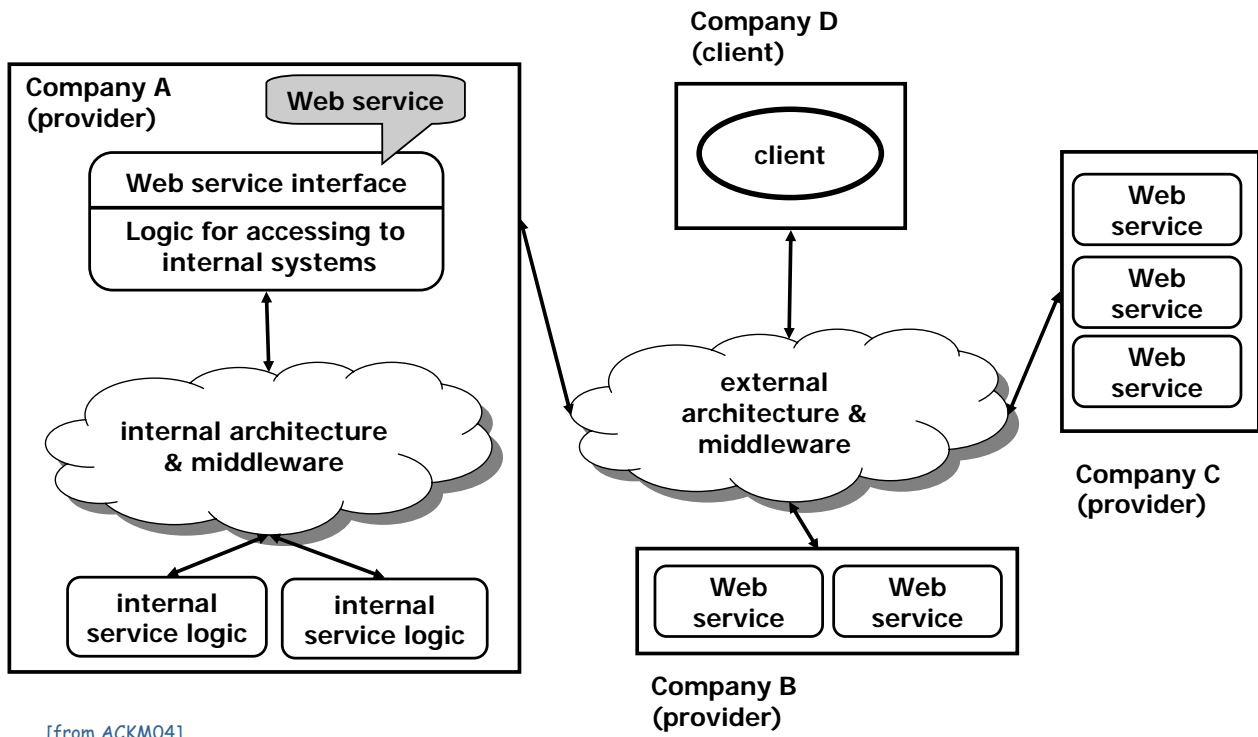 Company A
(provider)
Web service
Web service interface
Logic for accessing to
internal systems
internal architecture
& middleware
internal
service logic
internal
service logic
Company D
(client)
client
external
architecture &
middleware
Web
service
Web
service
Company B
(provider)
Web
service
Web
service
Web
service
Company C
(provider)
[from ACKM04]